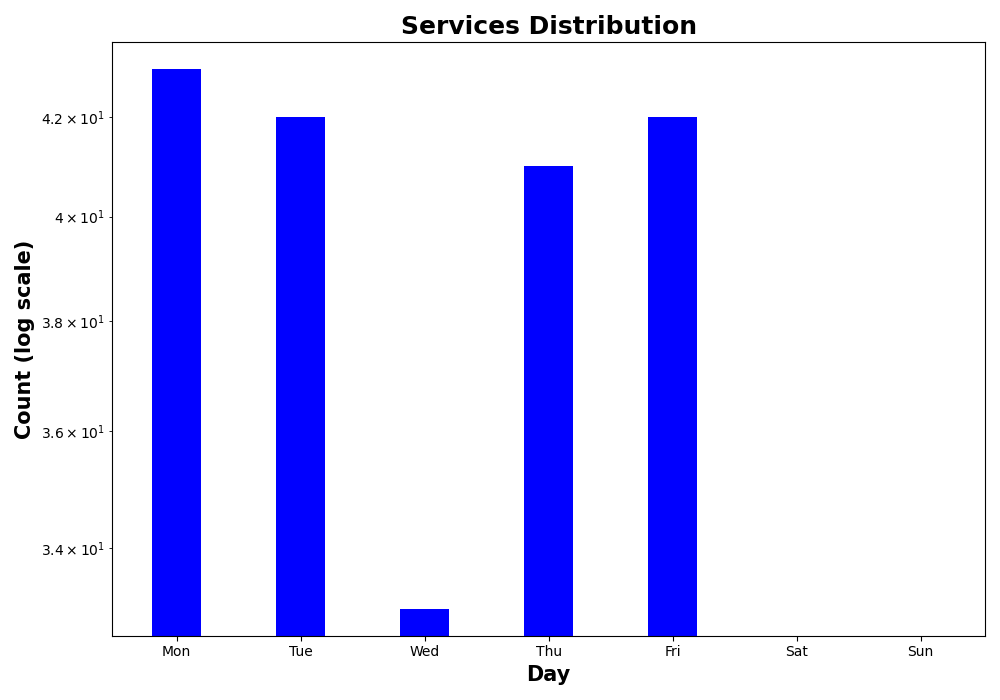 Services Distribution
Count (log scale)
4.2 × 10¹
4 × 10¹
3.8 × 10¹
3.6 × 10¹
3.4 × 10¹
Mon Tue Wed Thu Fri Sat Sun
Day